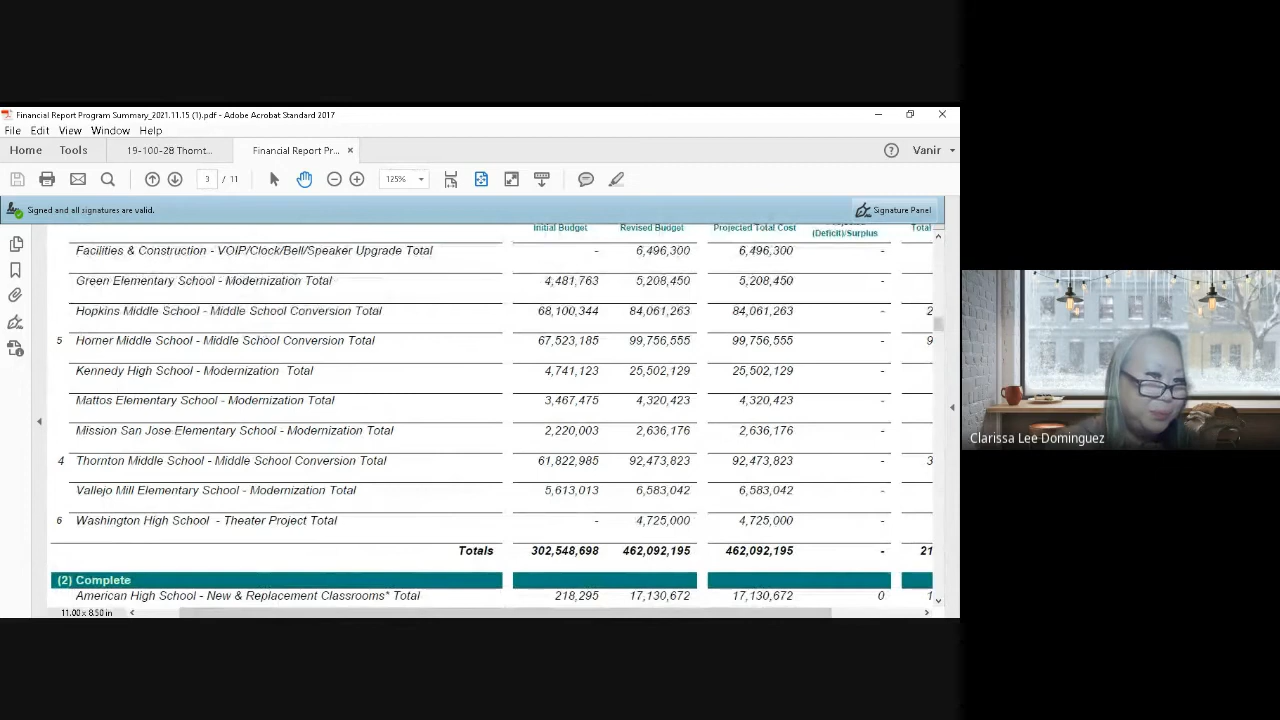 Financial Report Program Summary_2021.11.15 (1).pdf - Adobe Acrobat Standard 2017
File Edit View Window Help
Home Tools 19-100-28 Thornt... Financial Report Pr... ×
3 / 11 125% Vanir
Signed and all signatures are valid. Signature Panel
Initial Budget Revised Budget Projected Total Cost (Deficit)/Surplus Total
Facilities & Construction - VOIP/Clock/Bell/Speaker Upgrade Total - 6,496,300 6,496,300 -
Green Elementary School - Modernization Total 4,481,763 5,208,450 5,208,450 -
Hopkins Middle School - Middle School Conversion Total 68,100,344 84,061,263 84,061,263 - 2
5 Horner Middle School - Middle School Conversion Total 67,523,185 99,756,555 99,756,555 - 9
Kennedy High School - Modernization Total 4,741,123 25,502,129 25,502,129 -
Mattos Elementary School - Modernization Total 3,467,475 4,320,423 4,320,423 -
Mission San Jose Elementary School - Modernization Total 2,220,003 2,636,176 2,636,176 -
4 Thornton Middle School - Middle School Conversion Total 61,822,985 92,473,823 92,473,823 - 3
Vallejo Mill Elementary School - Modernization Total 5,613,013 6,583,042 6,583,042 -
6 Washington High School - Theater Project Total - 4,725,000 4,725,000 -
Totals 302,548,698 462,092,195 462,092,195 - 21
(2) Complete
American High School - New & Replacement Classrooms* Total 218,295 17,130,672 17,130,672 0 1
11.00 x 8.50 in
Clarissa Lee Dominguez